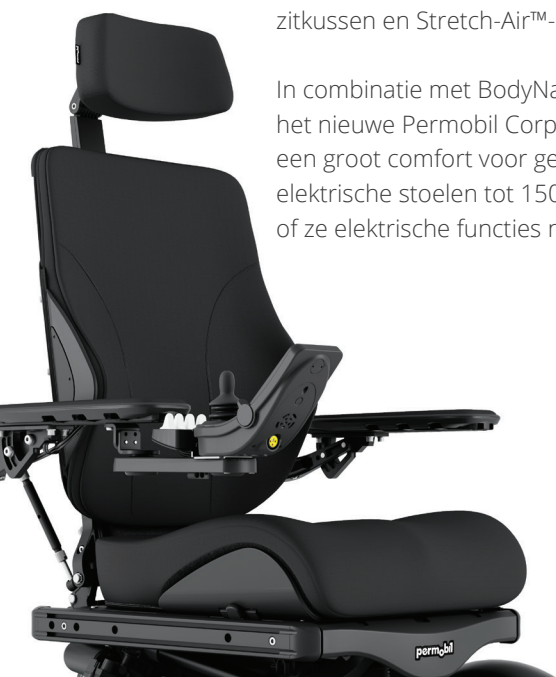 zitkussen en Stretch-Air™-
In combinatie met BodyNa
het nieuwe Permobil Corp
een groot comfort voor ge
elektrische stoelen tot 150
of ze elektrische functies
permobil